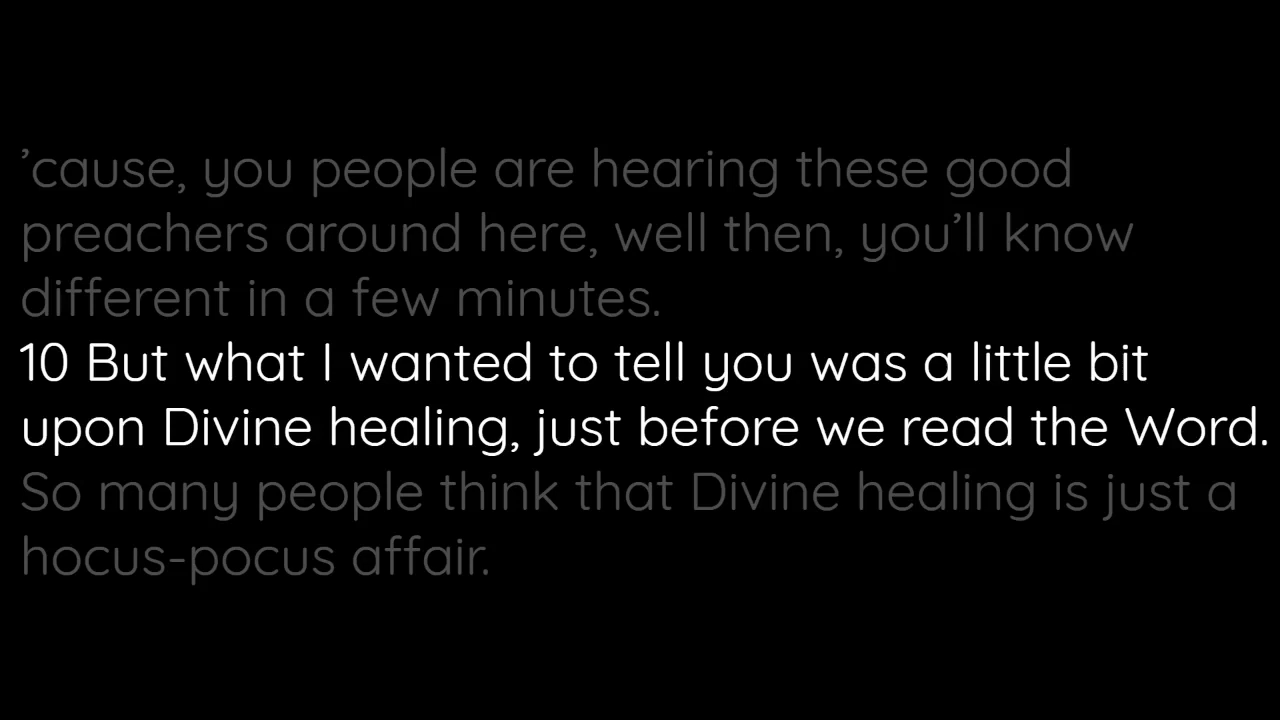 ’cause, you people are hearing these good
preachers around here, well then, you’ll know
different in a few minutes.
10 But what I wanted to tell you was a little bit
upon Divine healing, just before we read the Word.
So many people think that Divine healing is just a
hocus-pocus affair.